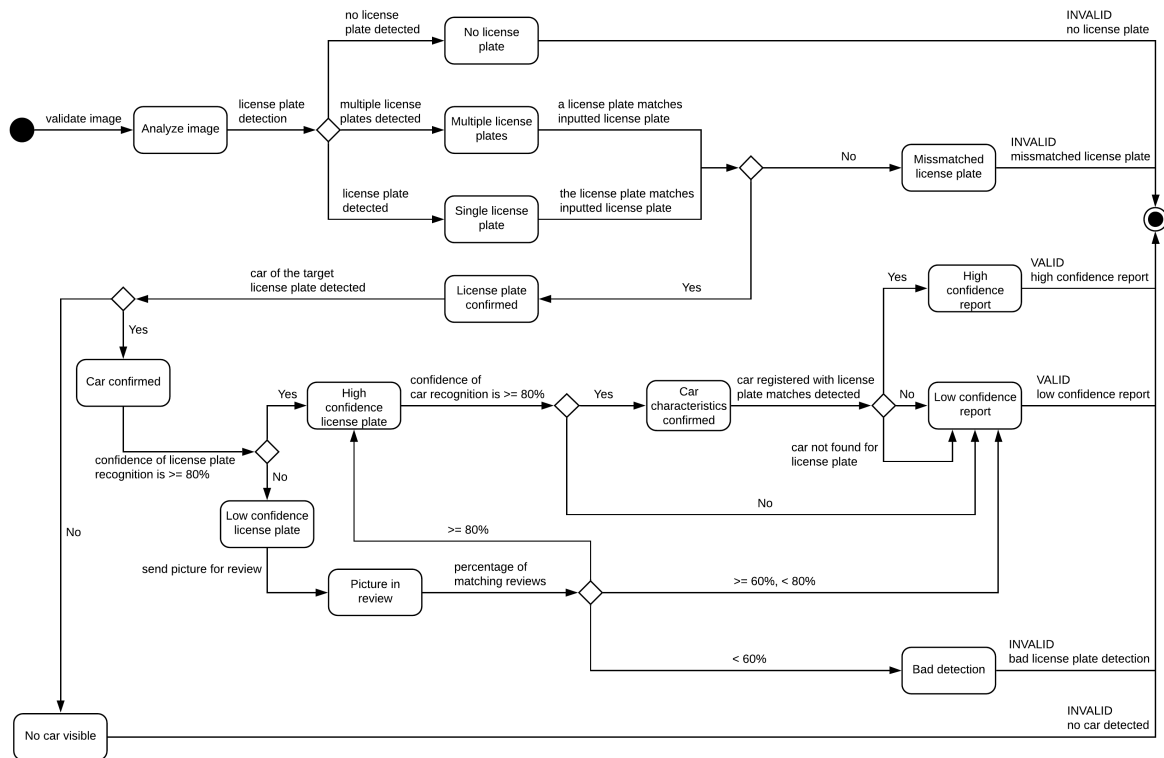 no license
plate detected
No license
plate
INVALID
no license plate
validate image
Analyze image
license plate
detection
multiple license
plates detected
Multiple license
plates
a license plate matches
inputted license plate
No
Missmatched
license plate
INVALID
missmatched license plate
license plate
detected
Single license
plate
the license plate matches
inputted license plate
car of the target
license plate detected
License plate
confirmed
Yes
Yes
High
confidence
report
VALID
high confidence report
Yes
Car confirmed
Yes
High
confidence
license plate
confidence of
car recognition is >= 80%
Yes
Car
characteristics
confirmed
car registered with license
plate matches detected
No
Low confidence
report
VALID
low confidence report
confidence of license plate
recognition is >= 80%
No
car not found for
license plate
Low confidence
license plate
No
No
>= 80%
send picture for review
Picture in
review
percentage of
matching reviews
>= 60%, < 80%
< 60%
Bad detection
INVALID
bad license plate detection
No car visible
INVALID
no car detected